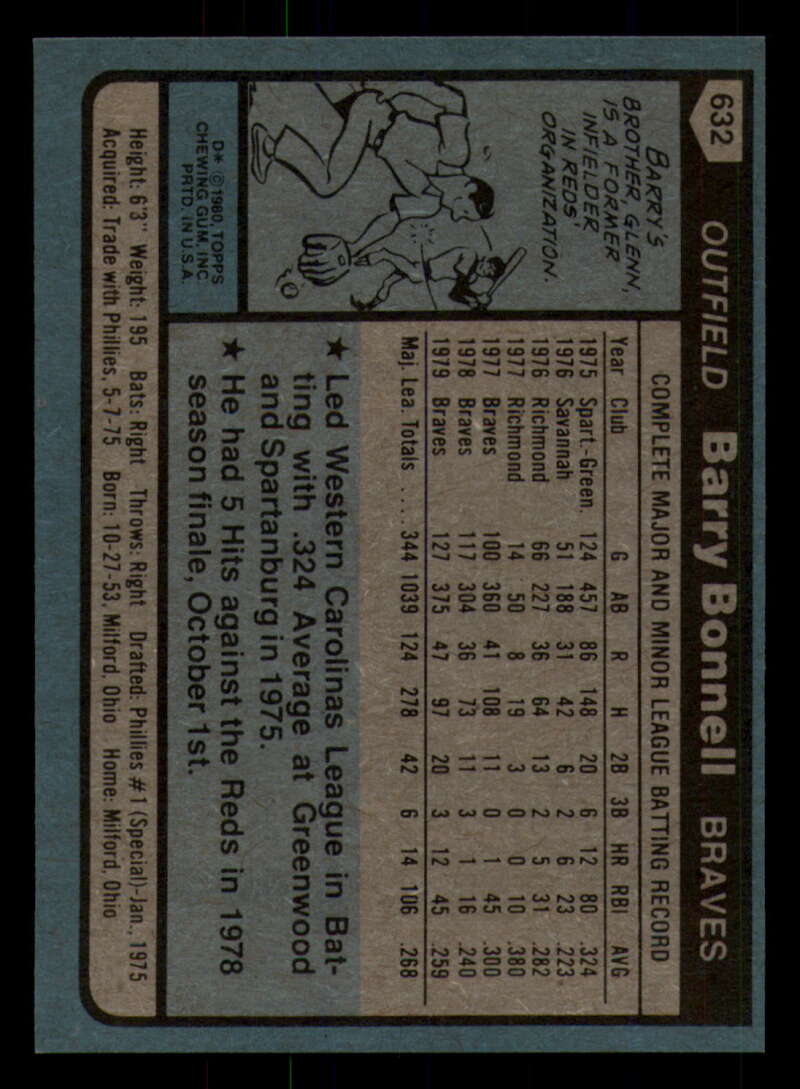 632
OUTFIELD Barry Bonnell BRAVES
BARRY'S
BROTHER, GLENN,
IS A FORMER
INFIELDER
IN REDS'
ORGANIZATION.
D* © 1980, TOPPS
CHEWING GUM, INC.
PRTD. IN U.S.A.
COMPLETE MAJOR AND MINOR LEAGUE BATTING RECORD
Year Club G AB R H 2B 3B HR RBI AVG
1975 Spart.-Green. 124 457 86 148 20 6 12 80 .324
1976 Savannah 51 188 31 42 6 2 6 23 .223
1976 Richmond 66 227 36 64 13 2 5 31 .282
1977 Richmond 14 50 8 19 3 0 0 10 .380
1977 Braves 100 360 41 108 11 0 1 45 .300
1978 Braves 117 304 36 73 11 3 1 16 .240
1979 Braves 127 375 47 97 20 3 12 45 .259
Maj. Lea. Totals .... 344 1039 124 278 42 6 14 106 .268
★ Led Western Carolinas League in Bat-
ting with .324 Average at Greenwood
and Spartanburg in 1975.
★ He had 5 Hits against the Reds in 1978
season finale, October 1st.
Height: 6'3" Weight: 195 Bats: Right Throws: Right Drafted: Phillies #1 (Special)-Jan., 1975
Acquired: Trade with Phillies, 5-7-75 Born: 10-27-53, Milford, Ohio Home: Milford, Ohio